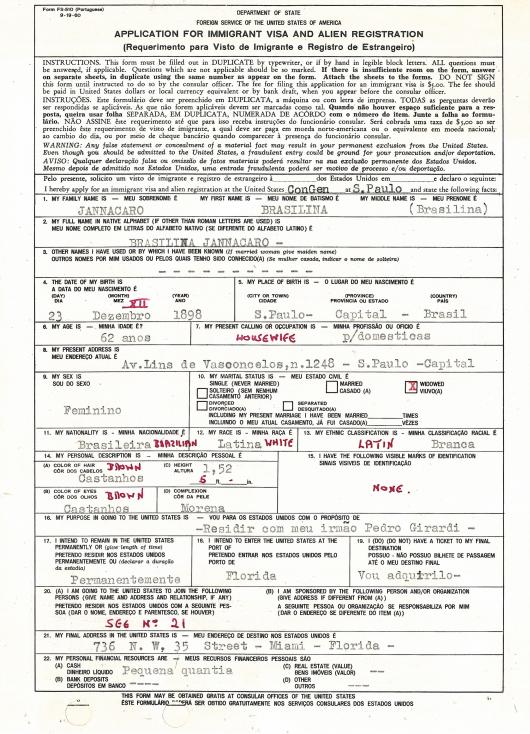 Form FS-510 (Portuguese)
9-19-60
DEPARTMENT OF STATE
FOREIGN SERVICE OF THE UNITED STATES OF AMERICA
APPLICATION FOR IMMIGRANT VISA AND ALIEN REGISTRATION
(Requerimento para Visto de Imigrante e Registro de Estrangeiro)
INSTRUCTIONS. This form must be filled out in DUPLICATE by typewriter, or if by hand in legible block letters. ALL questions must
be answered, if applicable. Questions which are not applicable should be so marked. If there is insufficient room on the form, answer
on separate sheets, in duplicate using the same number as appear on the form. Attach the sheets to the forms. DO NOT SIGN
this form until instructed to do so by the consular officer. The fee for filing this application for an immigrant visa is $5.00. The fee should
be paid in United States dollars or local currency equivalent or by bank draft, when you appear before the consular officer.
INSTRUÇÕES. Este formulário deve ser preenchido em DUPLICATA, a máquina ou com letra de imprensa. TODAS as perguntas deverão
ser respondidas se aplicáveis. As que não forem aplicáveis devem ser marcadas como tal. Quando não houver espaço suficiente para a res-
posta, queira usar folha SEPARADA, EM DUPLICATA, NUMERADA DE ACÔRDO com o número do item. Junte a folha ao formu-
lário. NÃO ASSINE êste requerimento até que para isso receba instruções do funcionário consular. Será cobrada uma taxa de $5,00 ao ser
preenchido êste requerimento de visto de imigrante, a qual deve ser paga em moeda norte-americana ou o equivalente em moeda nacional,
ao cambio do dia, ou por meio de cheque bancário quando comparecer à presença do funcionário consular.
WARNING: Any false statement or concealment of a material fact may result in your permanent exclusion from the United States.
Even though you should be admitted to the United States, a fraudulent entry could be ground for your prosecution and/or deportation.
AVISO: Qualquer declaração falsa ou omissão de fatos materiais poderá resultar na sua exclusão permanente dos Estados Unidos.
Mesmo depois de admitido nos Estados Unidos, uma entrada fraudulenta poderá ser motivo de processo e/ou deportação.
Pelo presente, solicito um visto de imigrante e registro de estrangeiro à dos Estados Unidos em e declaro o seguinte:
I hereby apply for an immigrant visa and alien registration at the United States ConGen at S.Paulo and state the following facts:
1. MY FAMILY NAME IS — MEU SOBRENOME É MY FIRST NAME IS — MEU NOME DE BATISMO É MY MIDDLE NAME IS — MEU PRENOME É
JANNACARO BRASILINA (Brasilina)
2. MY FULL NAME IN NATIVE ALPHABET (IF OTHER THAN ROMAN LETTERS ARE USED) IS
MEU NOME COMPLETO EM LETRAS DO ALFABETO NATIVO (SE DIFERENTE DO ALFABETO LATINO) É
BRASILINA JANNACARO -
3. OTHER NAMES I HAVE USED OR BY WHICH I HAVE BEEN KNOWN (If married woman give maiden name)
OUTROS NOMES POR MIM USADOS OU PELOS QUAIS TENHO SIDO CONHECIDO(A) (Se mulher casada, indicar o nome de solteira)
- - - - - - - - - -
4. THE DATE OF MY BIRTH IS 5. MY PLACE OF BIRTH IS — O LUGAR DO MEU NASCIMENTO É
A DATA DO MEU NASCIMENTO É
(DAY) (MONTH) (YEAR) (CITY OR TOWN) (PROVINCE) (COUNTRY)
DIA MEZ XII ANO CIDADE PROVINCIA OU ESTADO PAÍS
23 Dezembro 1898 S.Paulo- Capital - Brasil
6. MY AGE IS — MINHA IDADE É? 7. MY PRESENT CALLING OR OCCUPATION IS — MINHA PROFISSÃO OU OFÍCIO É
62 anos HOUSEWIFE p/domesticas
8. MY PRESENT ADDRESS IS
MEU ENDEREÇO ATUAL É
Av.Lins de Vasconcelos,n.1248 - S.Paulo -Capital
9. MY SEX IS 10. MY MARITAL STATUS IS — MEU ESTADO CIVIL É
SOU DO SEXO
SINGLE (NEVER MARRIED) MARRIED X WIDOWED
SOLTEIRO (SEM NENHUM CASADO (A) VIUVO(A)
CASAMENTO ANTERIOR)
DIVORCED SEPARATED
DIVORCIADO(A) DESQUITADO(A)
Feminino
INCLUDING MY PRESENT MARRIAGE I HAVE BEEN MARRIED TIMES
INCLUINDO O MEU ATUAL CASAMENTO, JÁ FUI CASADO(A) VÊZES
11. MY NATIONALITY IS — MINHA NACIONALIDADE É 12. MY RACE IS — MINHA RAÇA É 13. MY ETHNIC CLASSIFICATION IS — MINHA CLASSIFICAÇÃO RACIAL É
Brasileira BRAZILIAN Latina WHITE LATIN Branca
14. MY PERSONAL DESCRIPTION IS — MINHA DESCRIÇÃO PESSOAL É 15. I HAVE THE FOLLOWING VISIBLE MARKS OF IDENTIFICATION
SINAIS VISIVEIS DE IDENTIFICAÇÃO
(A) COLOR OF HAIR BROWN (C) HEIGHT 1,52
CÔR DOS CABELOS ALTURA
Castanhos 5 ft. - in.
NONE.
(B) COLOR OF EYES BROWN (D) COMPLEXION
CÔR DOS OLHOS CÔR DA PELE
Castanhos Morena
16. MY PURPOSE IN GOING TO THE UNITED STATES IS — VOU PARA OS ESTADOS UNIDOS COM O PROPÓSITO DE
-Residir com meu irmão Pedro Girardi -
17. I INTEND TO REMAIN IN THE UNITED STATES PERMANENTLY OR (give length of time)
PRETENDO RESIDIR NOS ESTADOS UNIDOS PERMANENTEMENTE OU (declarar a duração da estadia)
Permanentemente
18. I INTEND TO ENTER THE UNITED STATES AT THE PORT OF
PRETENDO ENTRAR NOS ESTADOS UNIDOS PELO PORTO DE
Florida
19. I (DO) (DO NOT) HAVE A TICKET TO MY FINAL DESTINATION
POSSUO - NÃO POSSUO BILHETE DE PASSAGEM ATÉ O MEU DESTINO FINAL
Vou adquirilo-
20. (A) I AM GOING TO THE UNITED STATES TO JOIN THE FOLLOWING PERSONS (GIVE NAME AND ADDRESS AND RELATIONSHIP, IF ANY)
PRETENDO RESIDIR NOS ESTADOS UNIDOS COM A SEGUINTE PESSOA (DAR O NOME, ENDEREÇO E PARENTESCO, SE HOUVER)
SEE Nº 21
(B) I AM SPONSORED BY THE FOLLOWING PERSON AND/OR ORGANIZATION (GIVE ADDRESS IF DIFFERENT FROM (A))
A SEGUINTE PESSOA OU ORGANIZAÇÃO SE RESPONSABILIZA POR MIM (DAR O ENDEREÇO SE DIFERENTE DO ITEM (A))
21. MY FINAL ADDRESS IN THE UNITED STATES IS — MEU ENDEREÇO DE DESTINO NOS ESTADOS UNIDOS É
736 N. W, 35 Street - Miami - Florida -
22. MY PERSONAL FINANCIAL RESOURCES ARE — MEUS RECURSOS FINANCEIROS PESSOAIS SÃO
(A) CASH (C) REAL ESTATE (VALUE)
DINHEIRO LÍQUIDO Pequena quantia BENS IMÓVEIS (VALOR) --
(B) BANK DEPOSITS (D) OTHER
DEPÓSITOS EM BANCO ---- OUTROS ----
THIS FORM MAY BE OBTAINED GRATIS AT CONSULAR OFFICES OF THE UNITED STATES
ÊSTE FORMULÁRIO SER OBTIDO GRATUITAMENTE NOS SERVIÇOS CONSULARES DOS ESTADOS UNIDOS